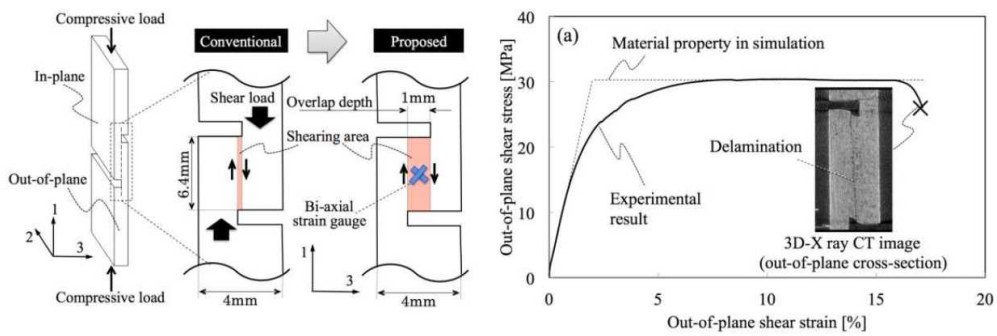 Compressive load
In-plane
Out-of-plane
1
2
3
Compressive load
Conventional
Proposed
Shear load
Overlap depth
1mm
Shearing area
6.4mm
Bi-axial
strain gauge
1
3
4mm
4mm
(a)
Material property in simulation
Delamination
Experimental
result
3D-X ray CT image
(out-of-plane cross-section)
Out-of-plane shear stress [MPa]
40
30
20
10
0
0
5
10
15
20
Out-of-plane shear strain [%]